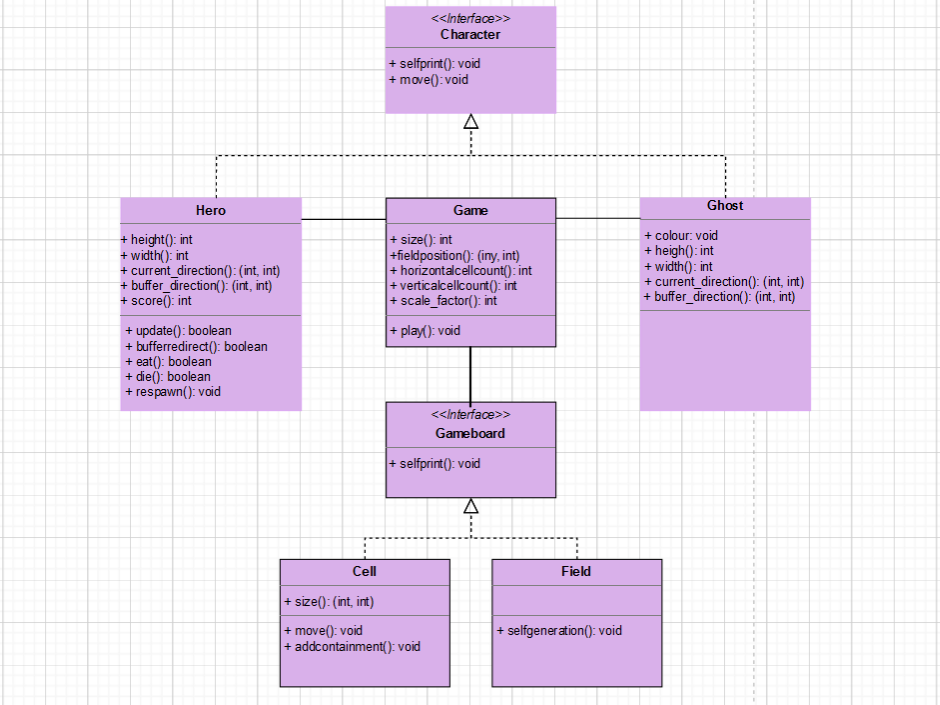 <<Interface>>
Character
+ selfprint(): void
+ move(): void
Hero
+ height(): int
+ width(): int
+ current_direction(): (int, int)
+ buffer_direction(): (int, int)
+ score(): int
+ update(): boolean
+ bufferredirect(): boolean
+ eat(): boolean
+ die(): boolean
+ respawn(): void
Game
+ size(): int
+fieldposition(): (iny, int)
+ horizontalcellcount(): int
+ verticalcellcount(): int
+ scale_factor(): int
+ play(): void
Ghost
+ colour: void
+ heigh(): int
+ width(): int
+ current_direction(): (int, int)
+ buffer_direction(): (int, int)
<<Interface>>
Gameboard
+ selfprint(): void
Cell
+ size(): (int, int)
+ move(): void
+ addcontainment(): void
Field
+ selfgeneration(): void